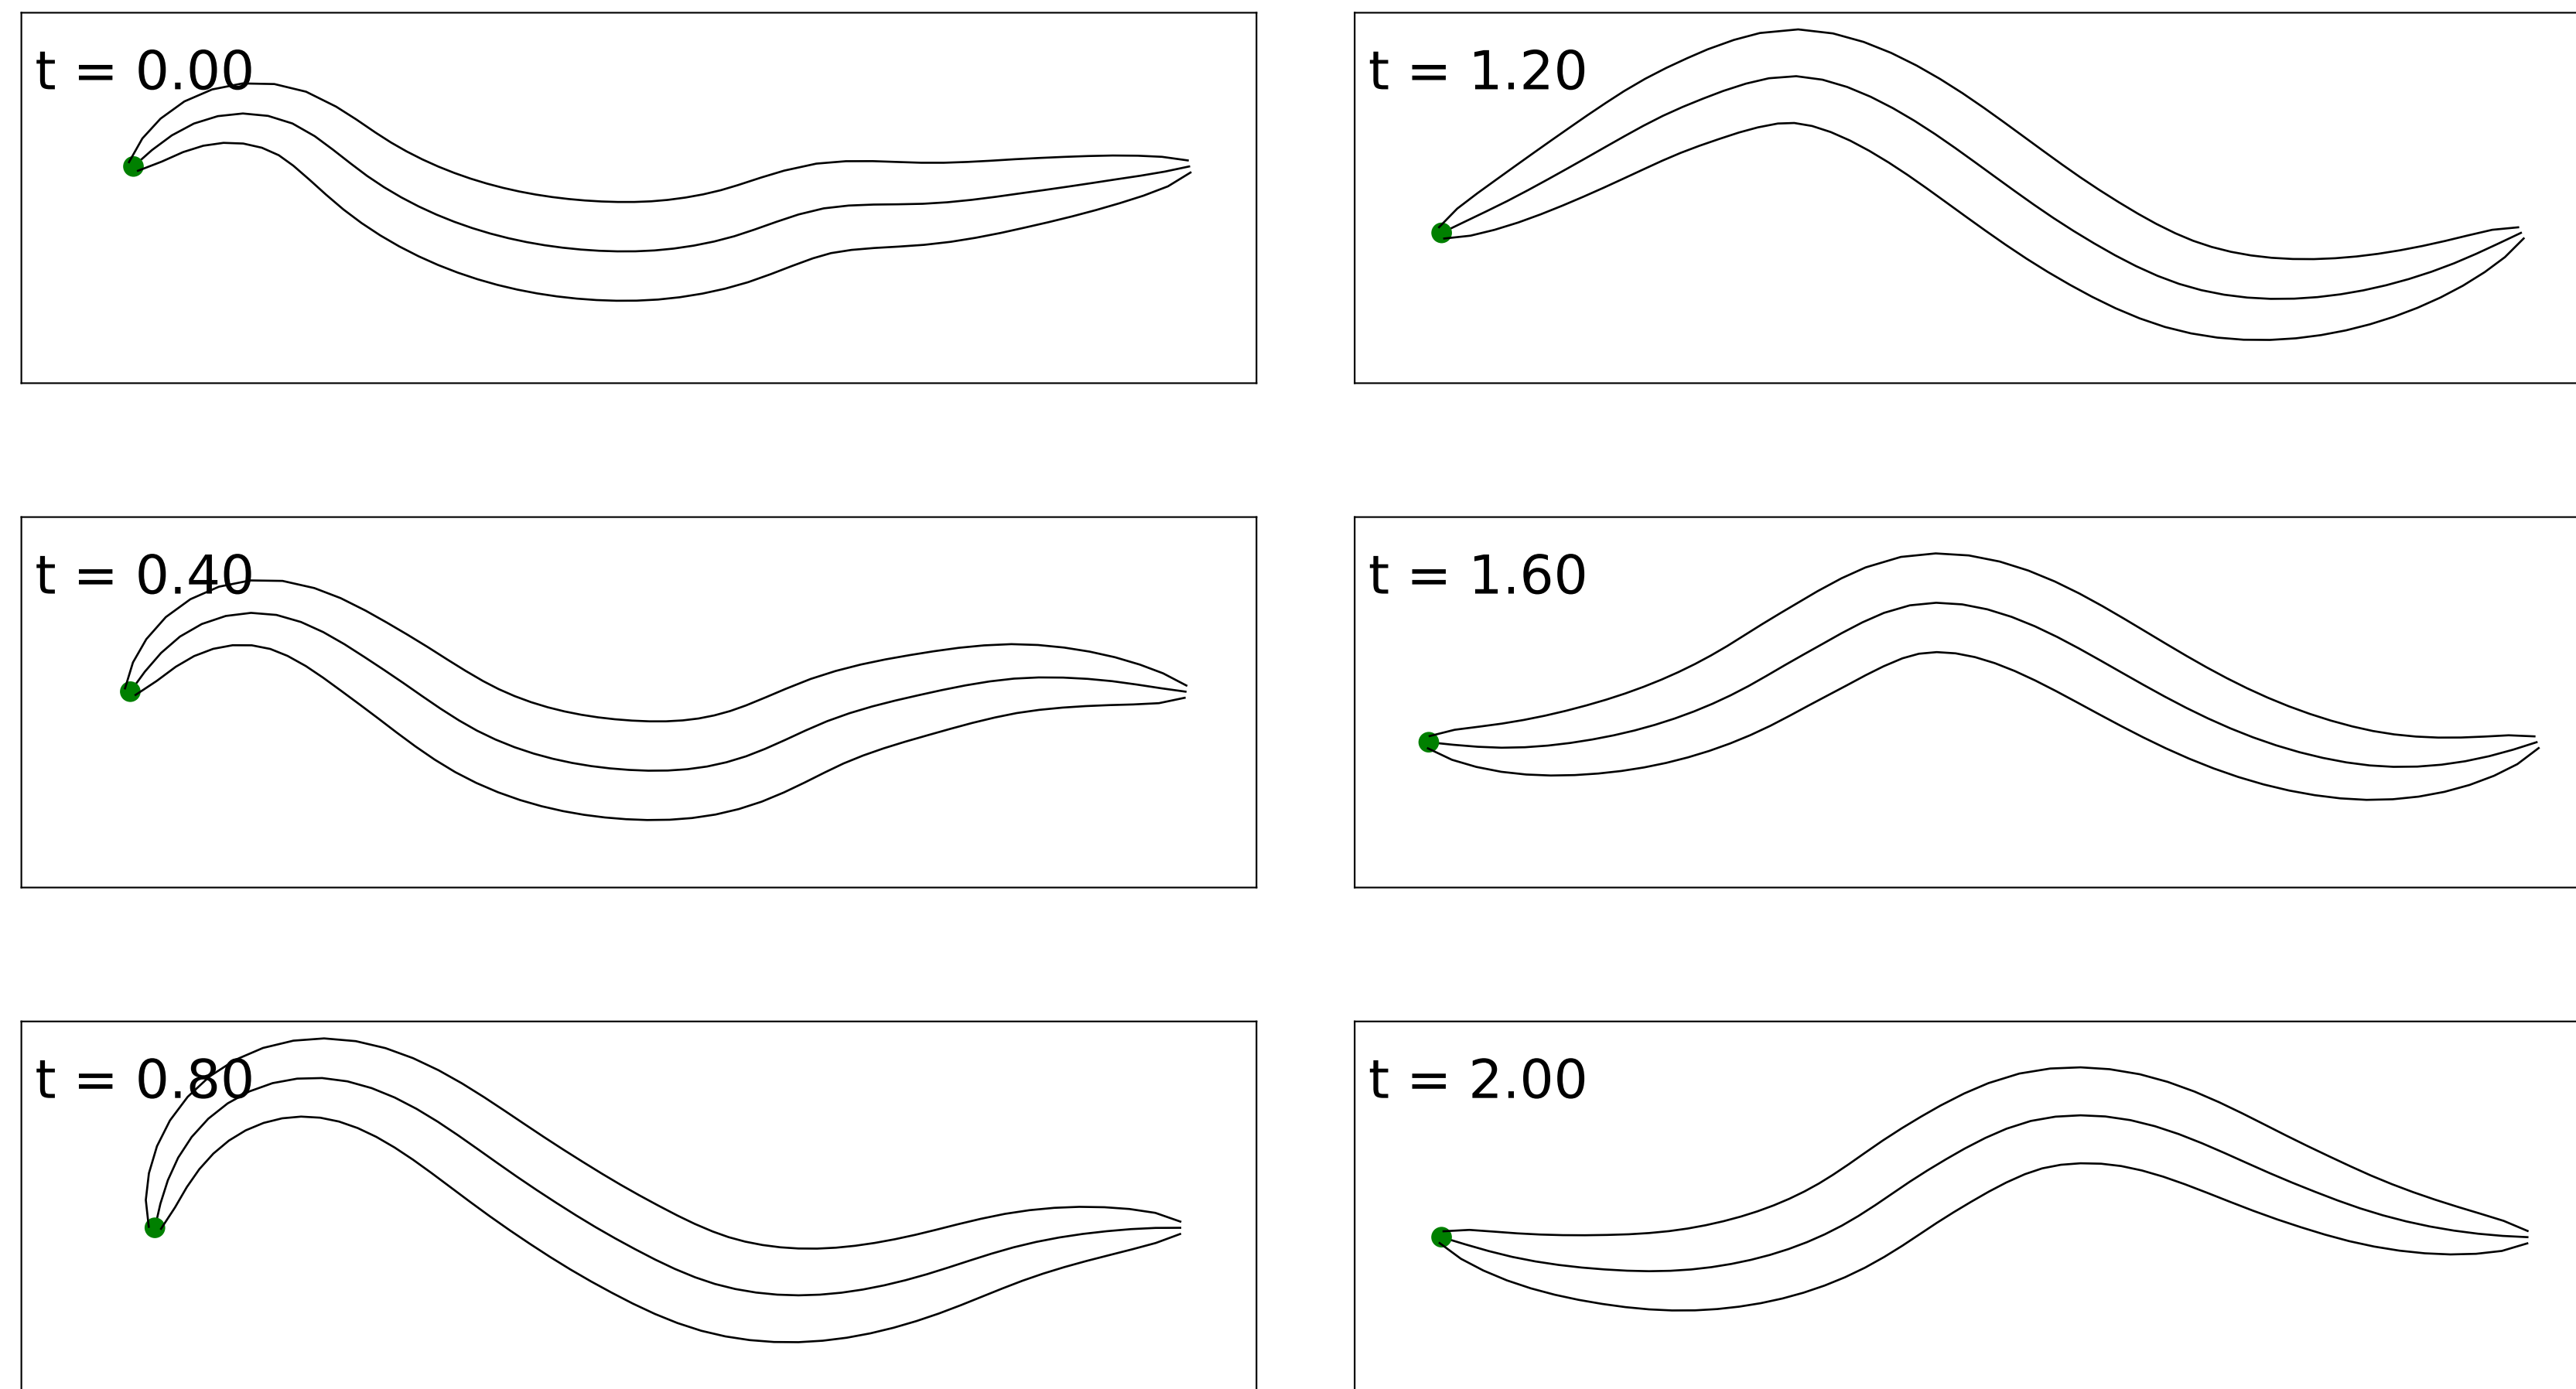 t = 0.00
t = 1.20
t = 0.40
t = 1.60
t = 0.80
t = 2.00